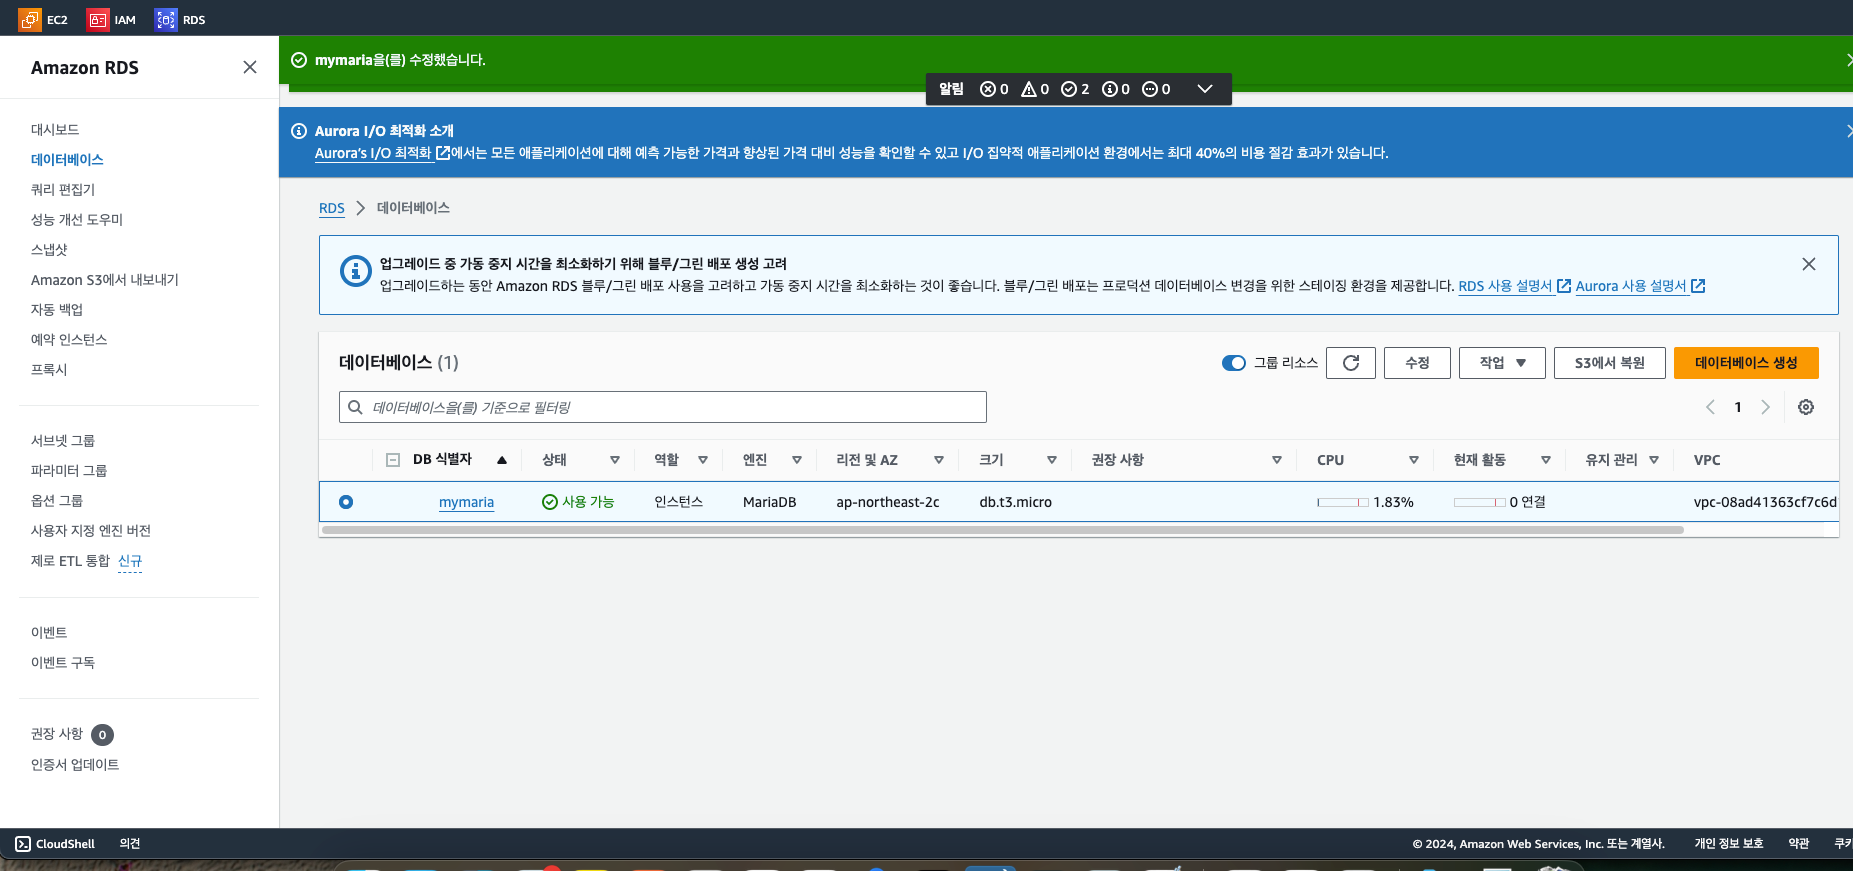 EC2 IAM RDS
Amazon RDS
mymaria을(를) 수정했습니다.
알림 0 0 2 0 0
Aurora I/O 최적화 소개
Aurora's I/O 최적화 에서는 모든 애플리케이션에 대해 예측 가능한 가격과 향상된 가격 대비 성능을 확인할 수 있고 I/O 집약적 애플리케이션 환경에서는 최대 40%의 비용 절감 효과가 있습니다.
대시보드
데이터베이스
쿼리 편집기
성능 개선 도우미
스냅샷
Amazon S3에서 내보내기
자동 백업
예약 인스턴스
프록시
서브넷 그룹
파라미터 그룹
옵션 그룹
사용자 지정 엔진 버전
제로 ETL 통합 신규
이벤트
이벤트 구독
권장 사항 0
인증서 업데이트
RDS 데이터베이스
업그레이드 중 가동 중지 시간을 최소화하기 위해 블루/그린 배포 생성 고려
업그레이드하는 동안 Amazon RDS 블루/그린 배포 사용을 고려하고 가동 중지 시간을 최소화하는 것이 좋습니다. 블루/그린 배포는 프로덕션 데이터베이스 변경을 위한 스테이징 환경을 제공합니다. RDS 사용 설명서 Aurora 사용 설명서
데이터베이스 (1)
그룹 리소스 수정 작업 S3에서 복원 데이터베이스 생성
데이터베이스을(를) 기준으로 필터링
1
DB 식별자 상태 역할 엔진 리전 및 AZ 크기 권장 사항 CPU 현재 활동 유지 관리 VPC
mymaria 사용 가능 인스턴스 MariaDB ap-northeast-2c db.t3.micro 1.83% 0 연결 vpc-08ad41363cf7c6d
CloudShell 의견
© 2024, Amazon Web Services, Inc. 또는 계열사. 개인 정보 보호 약관